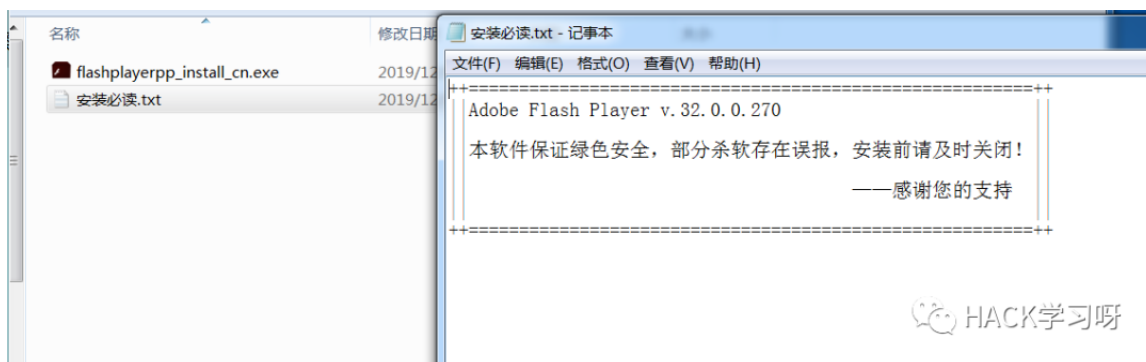 名称
修改日期
flashplayerpp_install_cn.exe
2019/12
安装必读.txt
2019/12
安装必读.txt - 记事本
文件(F) 编辑(E) 格式(O) 查看(V) 帮助(H)
++========================================================++
Adobe Flash Player v.32.0.0.270
本软件保证绿色安全，部分杀软存在误报，安装前请及时关闭！
——感谢您的支持
++========================================================++
HACK学习呀